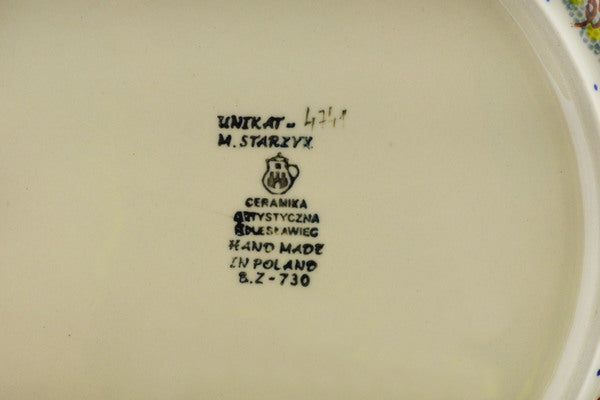 UNIKAT - 4741
M. STARZYK
CERAMIKA
ARTYSTYCZNA
BOLESŁAWIEC
HAND MADE
IN POLAND
B.Z-730